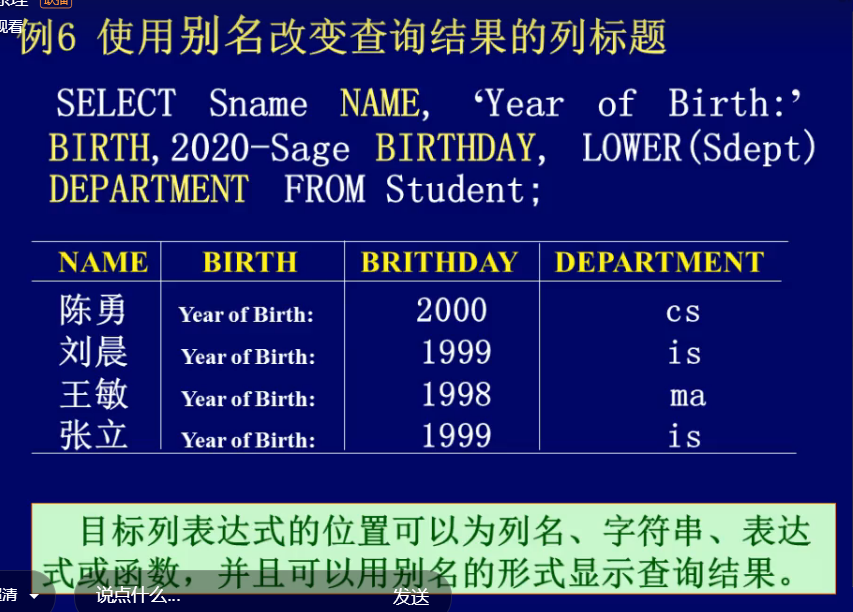 观看
例6 使用别名改变查询结果的列标题
SELECT Sname NAME, ‘Year of Birth:’
BIRTH,2020-Sage BIRTHDAY, LOWER(Sdept)
DEPARTMENT FROM Student;
NAME BIRTH BRITHDAY DEPARTMENT
陈勇 Year of Birth: 2000 cs
刘晨 Year of Birth: 1999 is
王敏 Year of Birth: 1998 ma
张立 Year of Birth: 1999 is
目标列表达式的位置可以为列名、字符串、表达
式或函数，并且可以用别名的形式显示查询结果。
清 说点什么... 发送